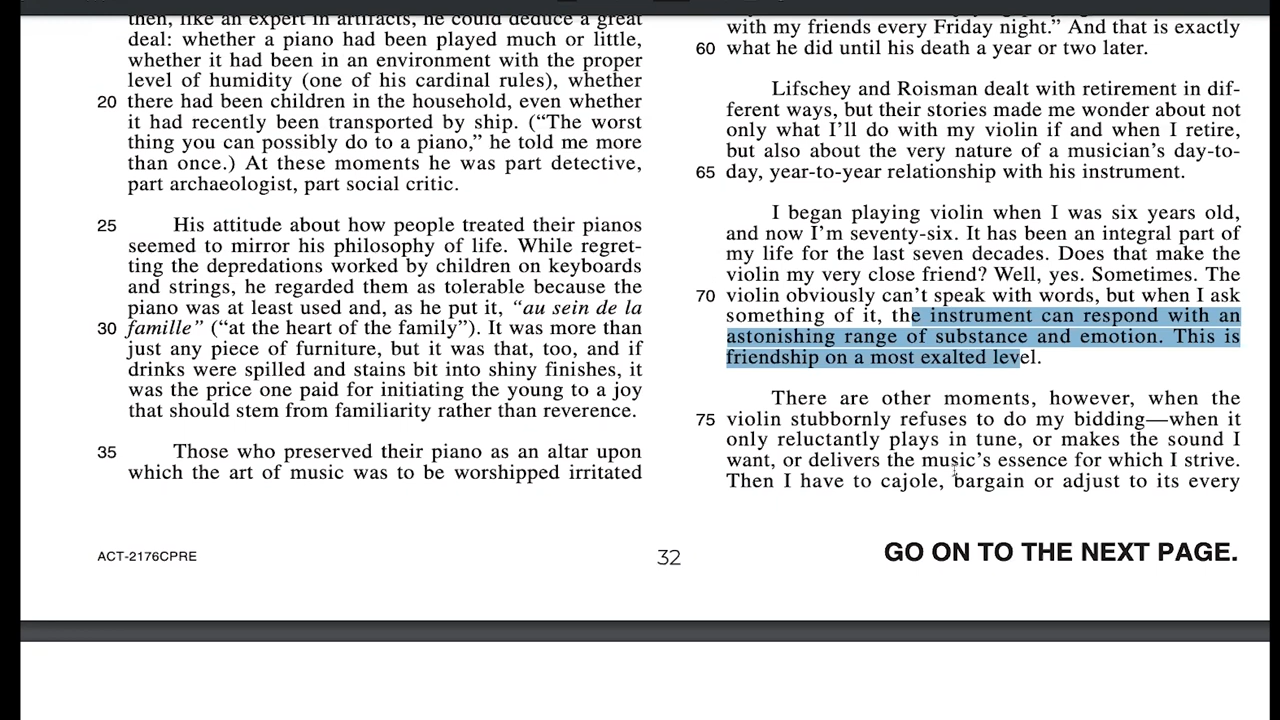 then, like an expert in artifacts, he could deduce a great
deal: whether a piano had been played much or little,
whether it had been in an environment with the proper
level of humidity (one of his cardinal rules), whether
20 there had been children in the household, even whether
it had recently been transported by ship. (“The worst
thing you can possibly do to a piano,” he told me more
than once.) At these moments he was part detective,
part archaeologist, part social critic.
25 His attitude about how people treated their pianos
seemed to mirror his philosophy of life. While regret-
ting the depredations worked by children on keyboards
and strings, he regarded them as tolerable because the
piano was at least used and, as he put it, “au sein de la
30 famille” (“at the heart of the family”). It was more than
just any piece of furniture, but it was that, too, and if
drinks were spilled and stains bit into shiny finishes, it
was the price one paid for initiating the young to a joy
that should stem from familiarity rather than reverence.
35 Those who preserved their piano as an altar upon
which the art of music was to be worshipped irritated
with my friends every Friday night.” And that is exactly
60 what he did until his death a year or two later.
Lifschey and Roisman dealt with retirement in dif-
ferent ways, but their stories made me wonder about not
only what I’ll do with my violin if and when I retire,
but also about the very nature of a musician’s day-to-
65 day, year-to-year relationship with his instrument.
I began playing violin when I was six years old,
and now I’m seventy-six. It has been an integral part of
my life for the last seven decades. Does that make the
violin my very close friend? Well, yes. Sometimes. The
70 violin obviously can’t speak with words, but when I ask
something of it, the instrument can respond with an
astonishing range of substance and emotion. This is
friendship on a most exalted level.
There are other moments, however, when the
75 violin stubbornly refuses to do my bidding—when it
only reluctantly plays in tune, or makes the sound I
want, or delivers the music’s essence for which I strive.
Then I have to cajole, bargain or adjust to its every
ACT-2176CPRE
32
GO ON TO THE NEXT PAGE.